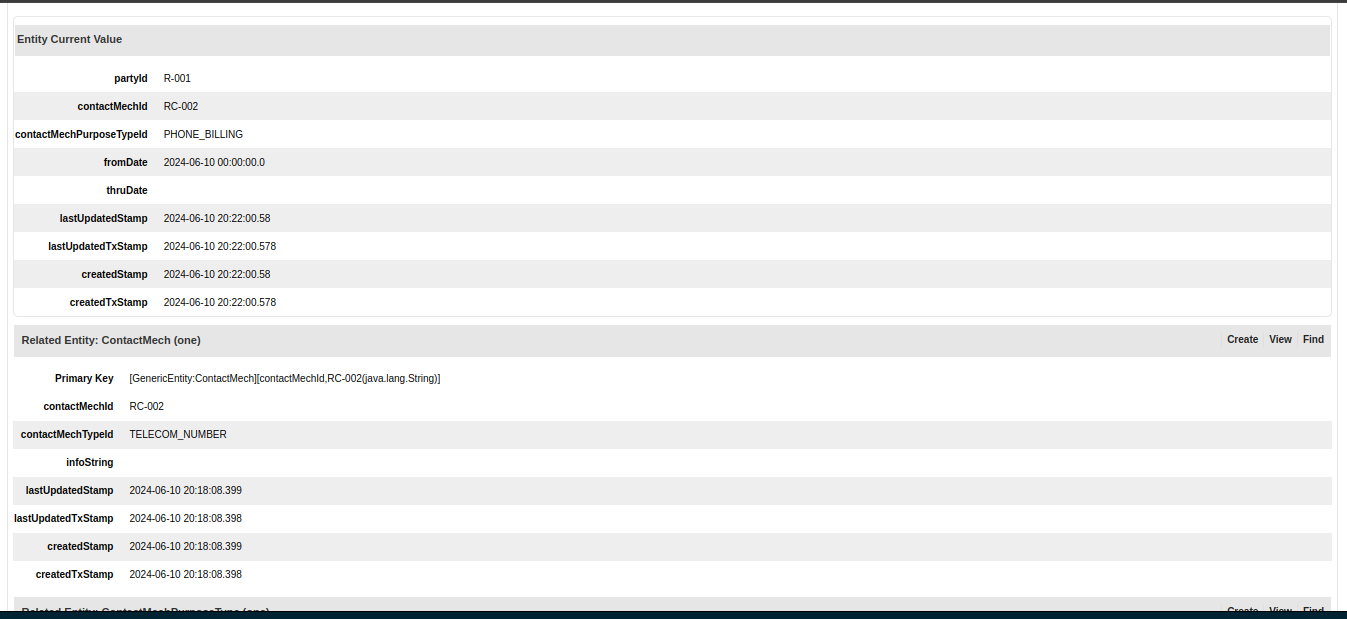 Entity Current Value
partyId R-001
contactMechId RC-002
contactMechPurposeTypeId PHONE_BILLING
fromDate 2024-06-10 00:00:00.0
thruDate
lastUpdatedStamp 2024-06-10 20:22:00.58
lastUpdatedTxStamp 2024-06-10 20:22:00.578
createdStamp 2024-06-10 20:22:00.58
createdTxStamp 2024-06-10 20:22:00.578
Related Entity: ContactMech (one) Create View Find
Primary Key [GenericEntity:ContactMech][contactMechId,RC-002(java.lang.String)]
contactMechId RC-002
contactMechTypeId TELECOM_NUMBER
infoString
lastUpdatedStamp 2024-06-10 20:18:08.399
lastUpdatedTxStamp 2024-06-10 20:18:08.398
createdStamp 2024-06-10 20:18:08.399
createdTxStamp 2024-06-10 20:18:08.398
Related Entity: ContactMechPurposeType (one) Create View Find